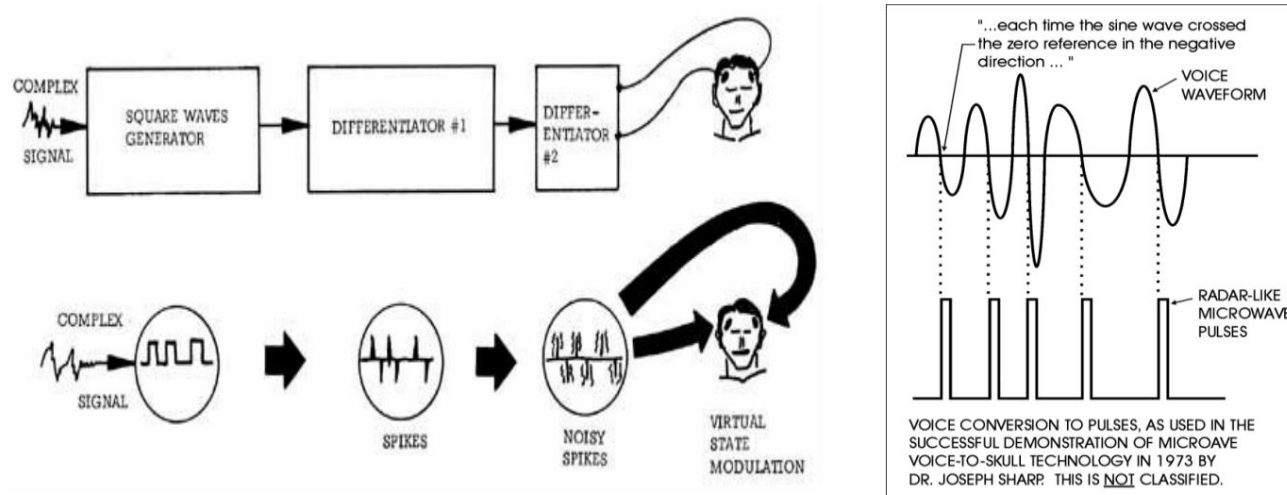 COMPLEX
SIGNAL
SQUARE WAVES
GENERATOR
DIFFERENTIATOR #1
DIFFER-
ENTIATOR
#2
COMPLEX
SIGNAL
SPIKES
NOISY
SPIKES
VIRTUAL
STATE
MODULATION
"...each time the sine wave crossed
the zero reference in the negative
direction ... "
VOICE
WAVEFORM
RADAR-LIKE
MICROWAVE
PULSES
VOICE CONVERSION TO PULSES, AS USED IN THE
SUCCESSFUL DEMONSTRATION OF MICROAVE
VOICE-TO-SKULL TECHNOLOGY IN 1973 BY
DR. JOSEPH SHARP. THIS IS NOT CLASSIFIED.